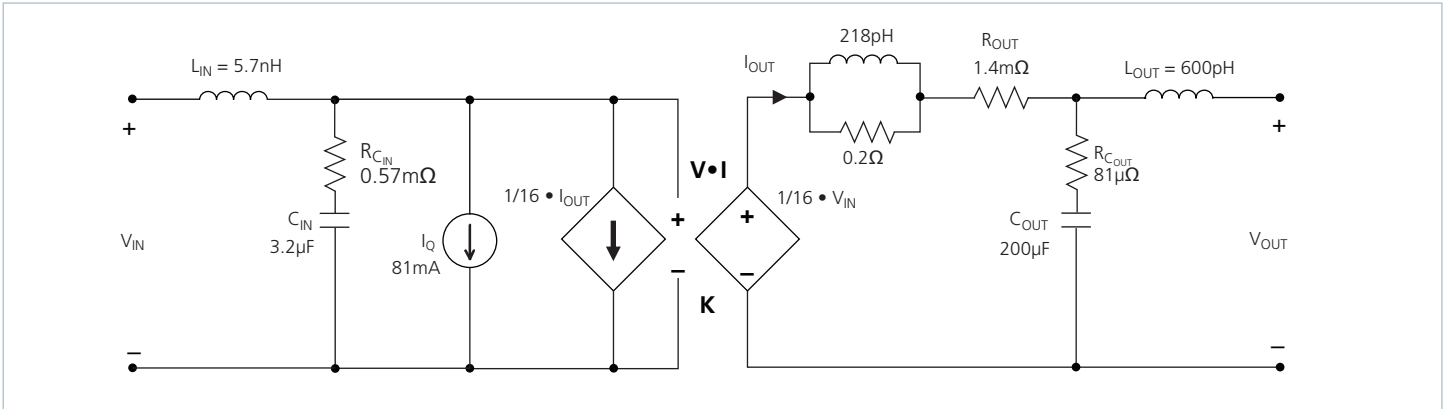 L_IN = 5.7nH
+
–
V_IN
R_C_IN
0.57mΩ
C_IN
3.2µF
I_Q
81mA
1/16 • I_OUT
V•I
+
–
K
+
–
1/16 • V_IN
I_OUT
218pH
0.2Ω
R_OUT
1.4mΩ
L_OUT = 600pH
R_C_OUT
81µΩ
C_OUT
200µF
+
–
V_OUT